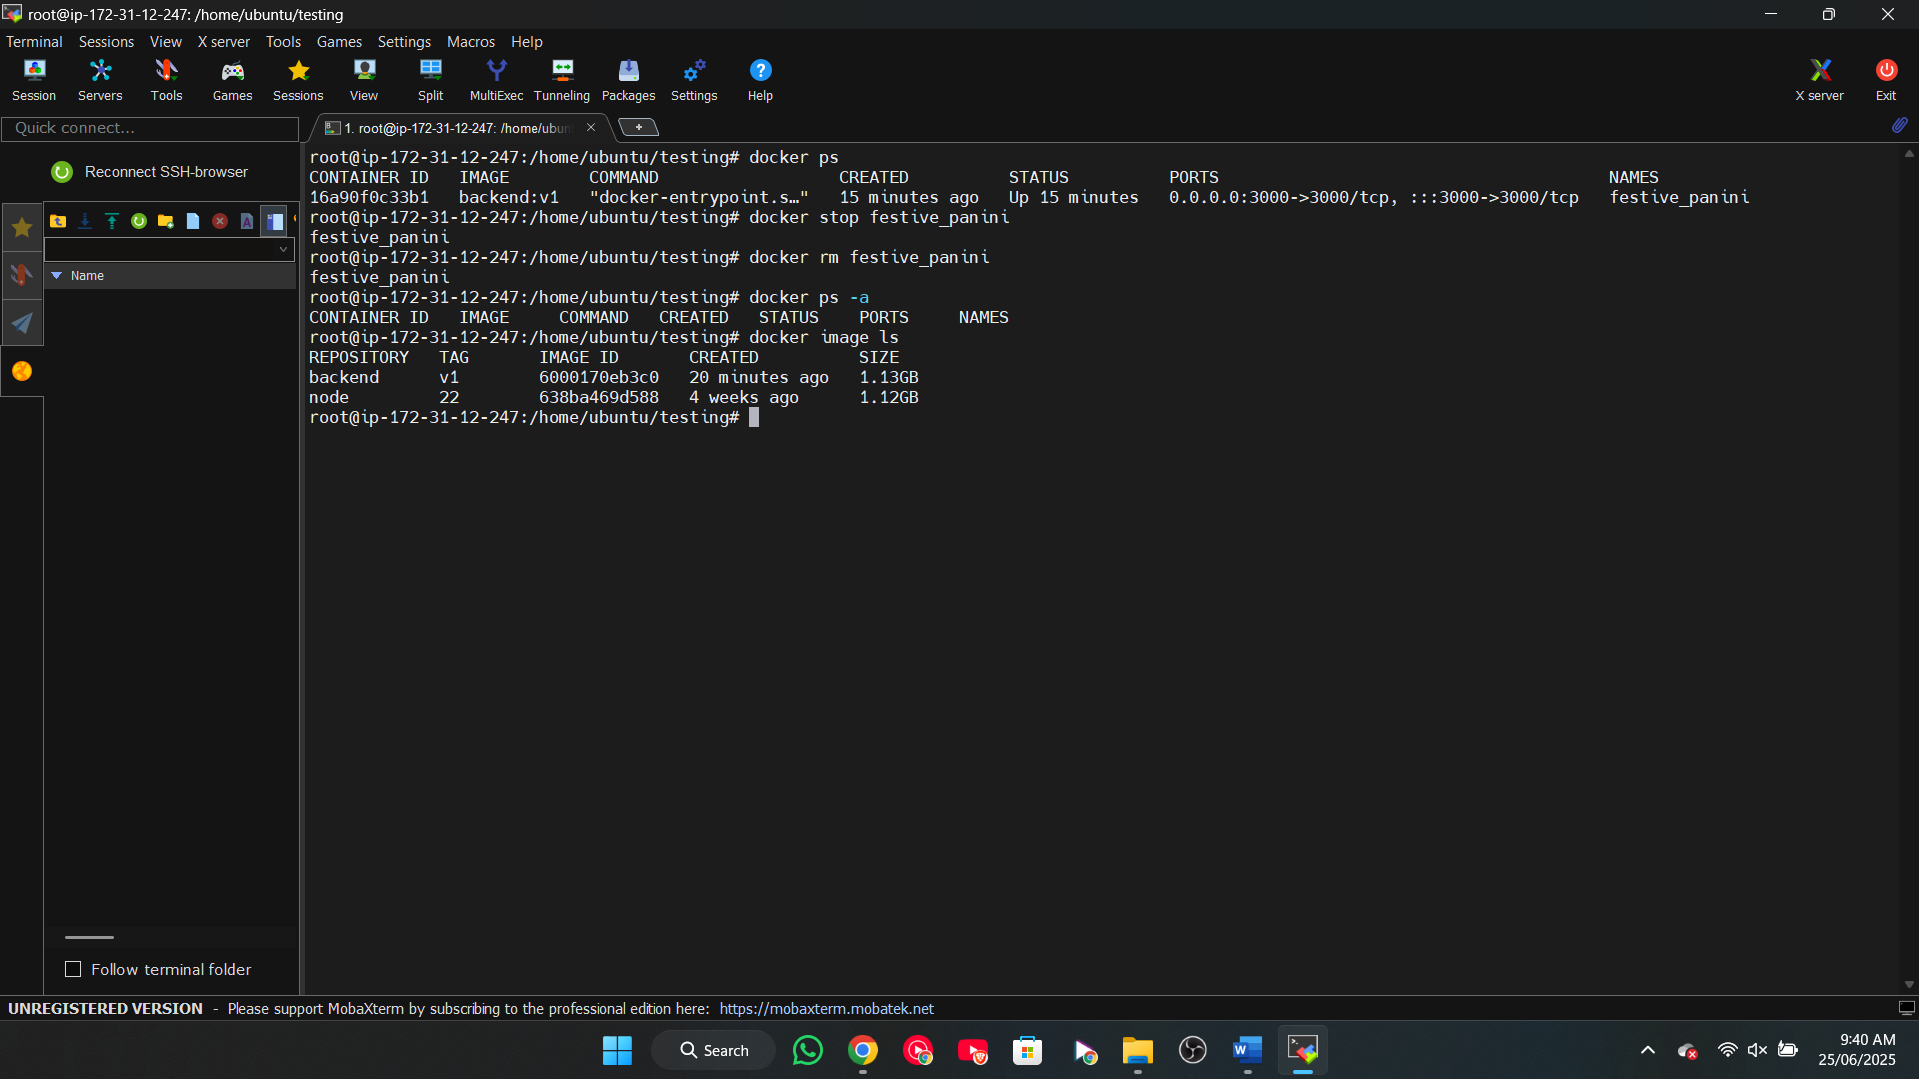 root@ip-172-31-12-247: /home/ubuntu/testing
Terminal Sessions View X server Tools Games Settings Macros Help
Session Servers Tools Games Sessions View Split MultiExec Tunneling Packages Settings Help X server Exit
Quick connect...
1. root@ip-172-31-12-247: /home/ubun
Reconnect SSH-browser
Name
root@ip-172-31-12-247:/home/ubuntu/testing# docker ps
CONTAINER ID   IMAGE        COMMAND                  CREATED          STATUS          PORTS                                       NAMES
16a90f0c33b1   backend:v1   "docker-entrypoint.s…"   15 minutes ago   Up 15 minutes   0.0.0.0:3000->3000/tcp, :::3000->3000/tcp   festive_panini
root@ip-172-31-12-247:/home/ubuntu/testing# docker stop festive_panini
festive_panini
root@ip-172-31-12-247:/home/ubuntu/testing# docker rm festive_panini
festive_panini
root@ip-172-31-12-247:/home/ubuntu/testing# docker ps -a
CONTAINER ID   IMAGE     COMMAND   CREATED   STATUS    PORTS     NAMES
root@ip-172-31-12-247:/home/ubuntu/testing# docker image ls
REPOSITORY   TAG       IMAGE ID       CREATED          SIZE
backend      v1        6000170eb3c0   20 minutes ago   1.13GB
node         22        638ba469d588   4 weeks ago      1.12GB
root@ip-172-31-12-247:/home/ubuntu/testing#
Follow terminal folder
UNREGISTERED VERSION - Please support MobaXterm by subscribing to the professional edition here: https://mobaxterm.mobatek.net
Search
9:40 AM
25/06/2025